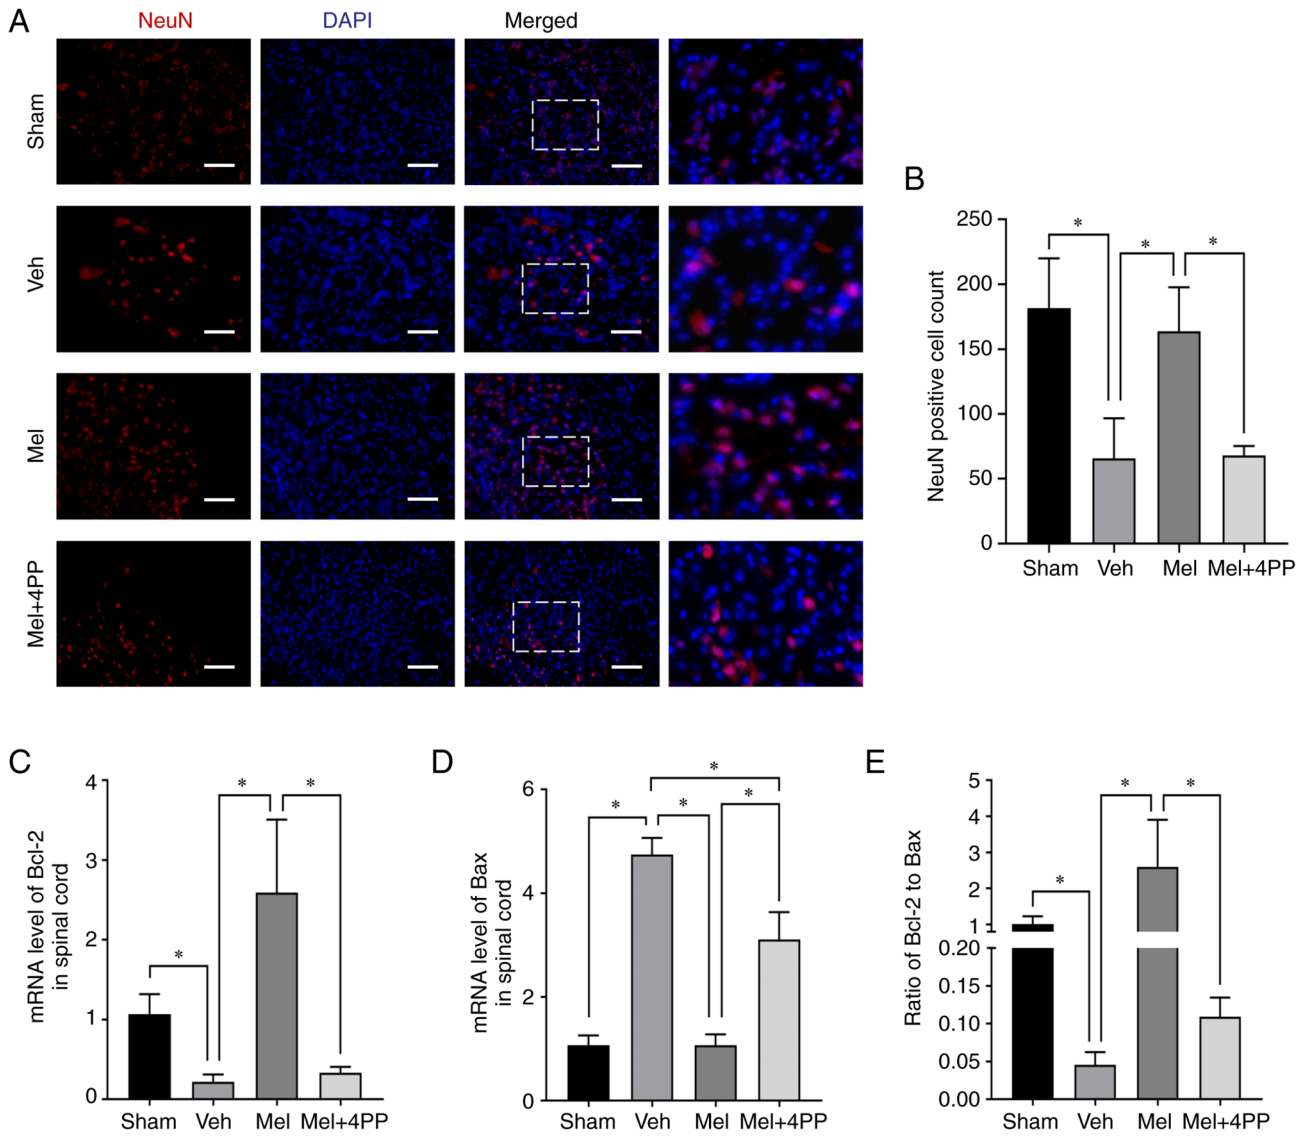 A
NeuN DAPI Merged
Sham
Veh
Mel
Mel+4PP
B
NeuN positive cell count
250
200
150
100
50
0
* * *
Sham Veh Mel Mel+4PP
C
mRNA level of Bcl-2
in spinal cord
4
3
2
1
0
* * *
Sham Veh Mel Mel+4PP
D
mRNA level of Bax
in spinal cord
6
4
2
0
*
* * *
Sham Veh Mel Mel+4PP
E
Ratio of Bcl-2 to Bax
5
4
3
2
1
0.20
0.15
0.10
0.05
0.00
* * *
Sham Veh Mel Mel+4PP